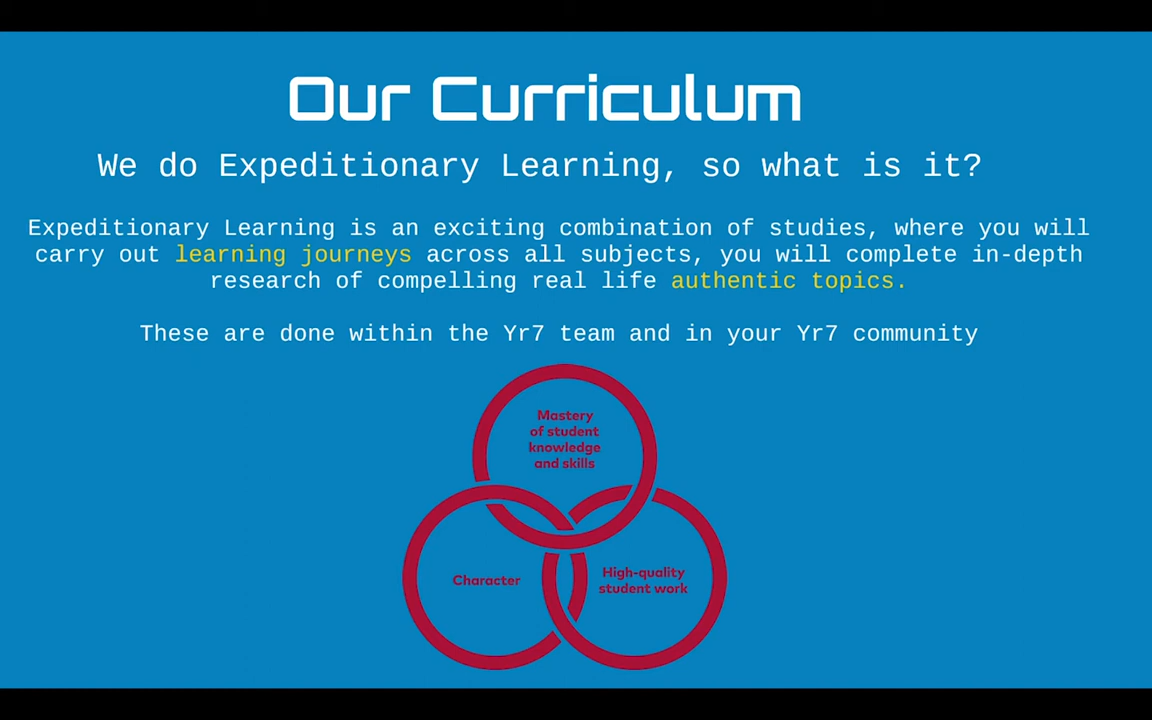 Our Curriculum
We do Expeditionary Learning, so what is it?
Expeditionary Learning is an exciting combination of studies, where you will
carry out learning journeys across all subjects, you will complete in-depth
research of compelling real life authentic topics.
These are done within the Yr7 team and in your Yr7 community
Mastery
of student
knowledge
and skills
Character
High-quality
student work